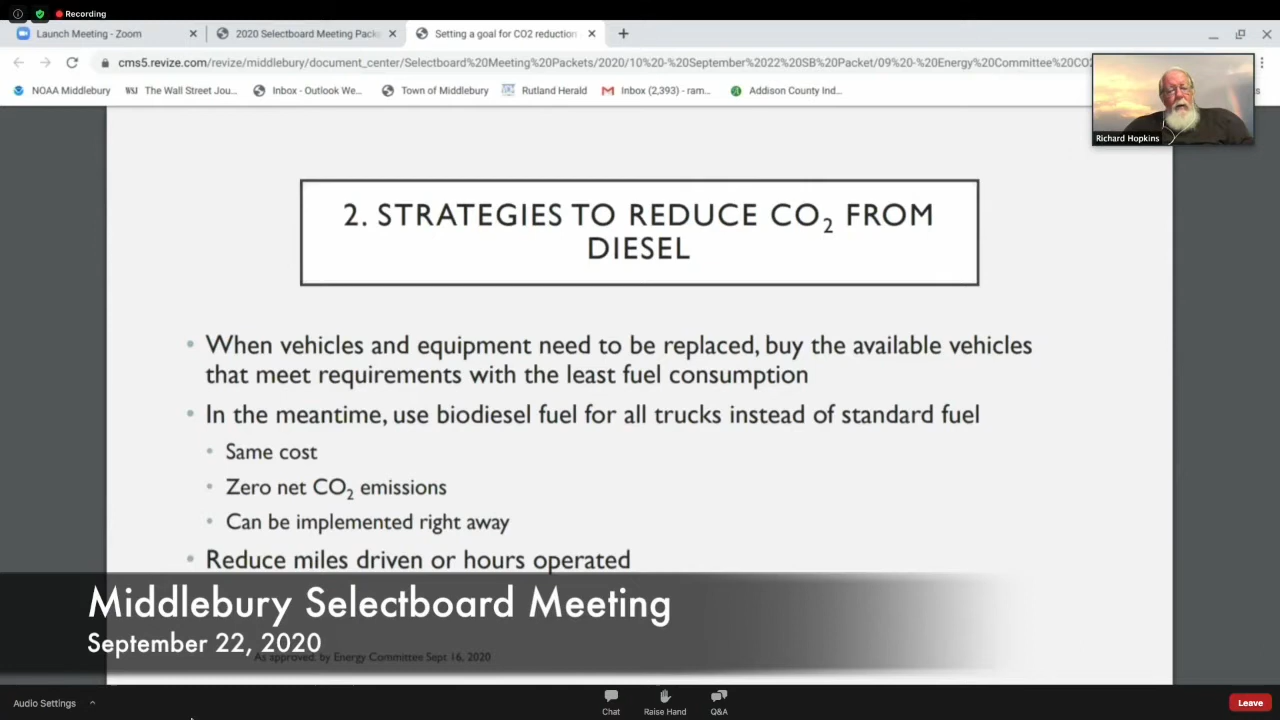 Recording
Launch Meeting - Zoom
2020 Selectboard Meeting Pack
Setting a goal for CO2 reduction
cms5.revize.com/revize/middlebury/document_center/Selectboard%20Meeting%20Packets/2020/10%20-%20September%2022%20SB%20Packet/09%20-%20Energy%20Committee%20CO2
NOAA Middlebury
WSJ The Wall Street Jou...
Inbox - Outlook We...
Town of Middlebury
Rutland Herald
Inbox (2,393) - ram...
Addison County Ind...
Richard Hopkins
2. STRATEGIES TO REDUCE CO₂ FROM
DIESEL
• When vehicles and equipment need to be replaced, buy the available vehicles
that meet requirements with the least fuel consumption
• In the meantime, use biodiesel fuel for all trucks instead of standard fuel
• Same cost
• Zero net CO₂ emissions
• Can be implemented right away
• Reduce miles driven or hours operated
Middlebury Selectboard Meeting
September 22, 2020
As approved: by Energy Committee Sept 16, 2020
Audio Settings
Chat
Raise Hand
Q&A
Leave